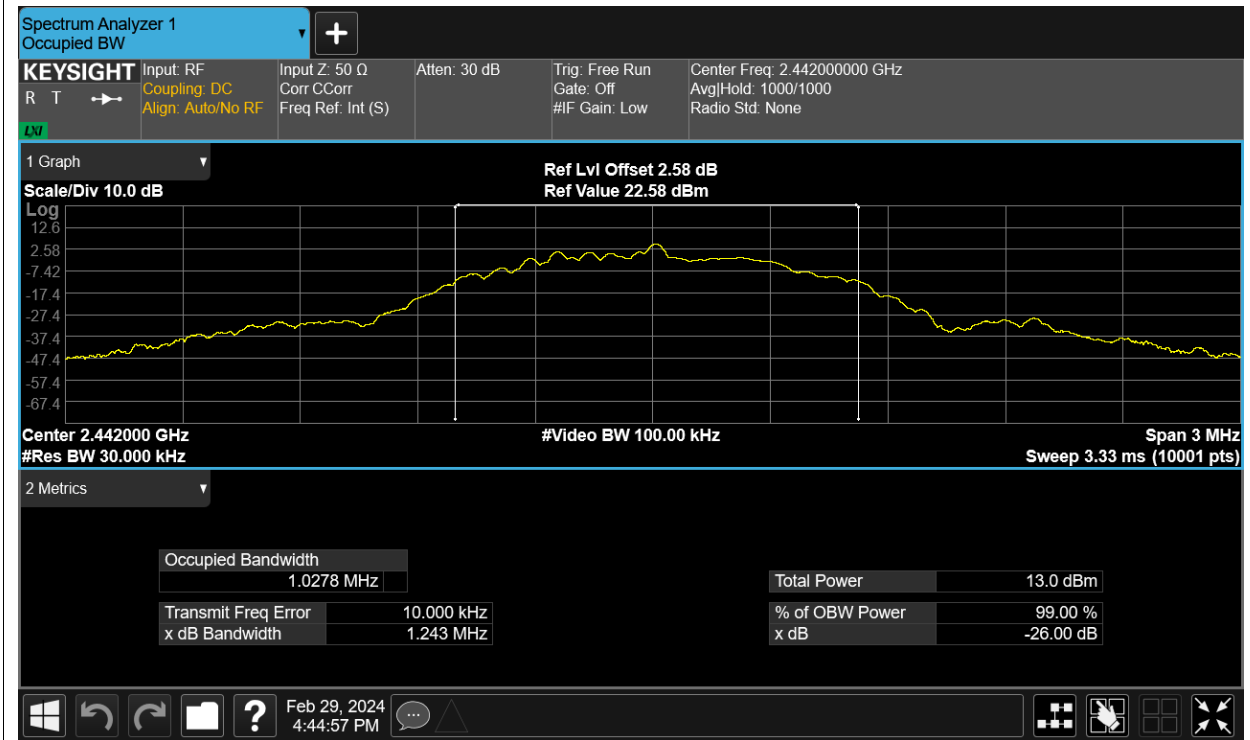 Spectrum Analyzer 1
Occupied BW
KEYSIGHT
R T
LXI
Input: RF
Coupling: DC
Align: Auto/No RF
Input Z: 50 Ω
Corr CCorr
Freq Ref: Int (S)
Atten: 30 dB
Trig: Free Run
Gate: Off
#IF Gain: Low
Center Freq: 2.442000000 GHz
Avg|Hold: 1000/1000
Radio Std: None
1 Graph
Scale/Div 10.0 dB
Ref Lvl Offset 2.58 dB
Ref Value 22.58 dBm
Log
12.6
2.58
-7.42
-17.4
-27.4
-37.4
-47.4
-57.4
-67.4
Center 2.442000 GHz
#Video BW 100.00 kHz
Span 3 MHz
#Res BW 30.000 kHz
Sweep 3.33 ms (10001 pts)
2 Metrics
Occupied Bandwidth
1.0278 MHz
Total Power 13.0 dBm
Transmit Freq Error 10.000 kHz
% of OBW Power 99.00 %
x dB Bandwidth 1.243 MHz
x dB -26.00 dB
?
Feb 29, 2024
4:44:57 PM